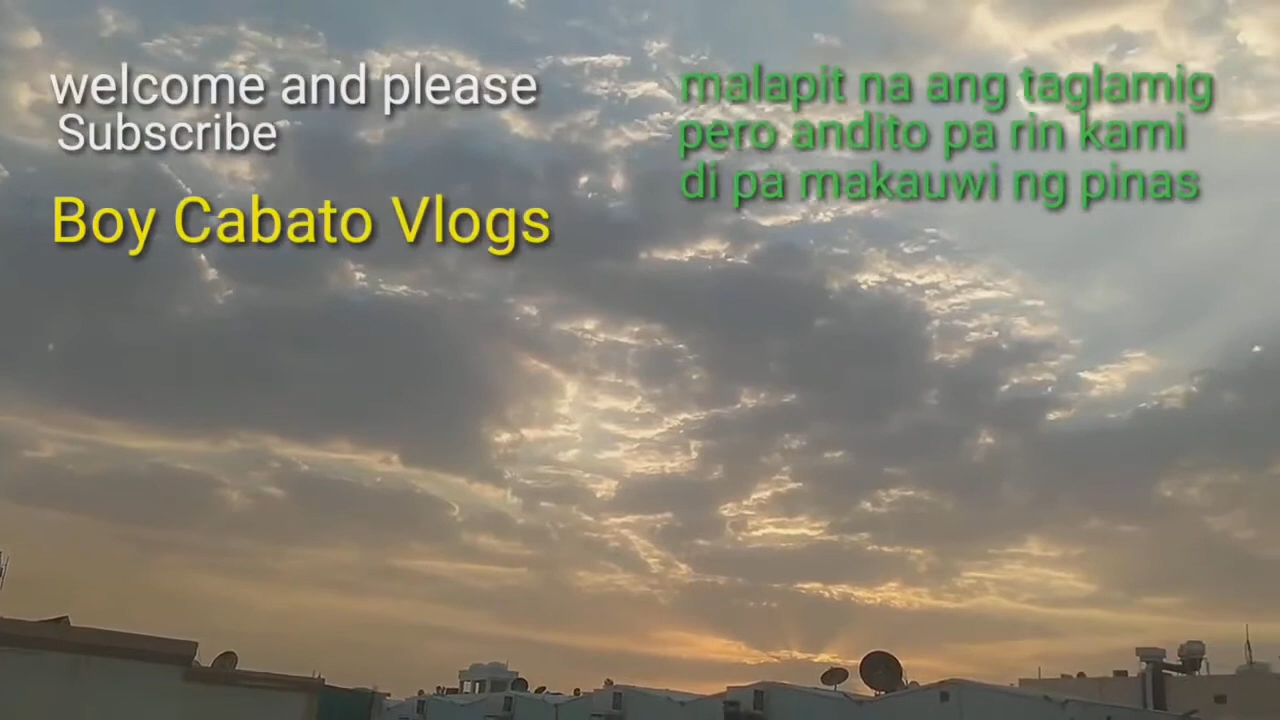 welcome and please
Subscribe
Boy Cabato Vlogs
malapit na ang taglamig
pero andito pa rin kami
di pa makauwi ng pinas